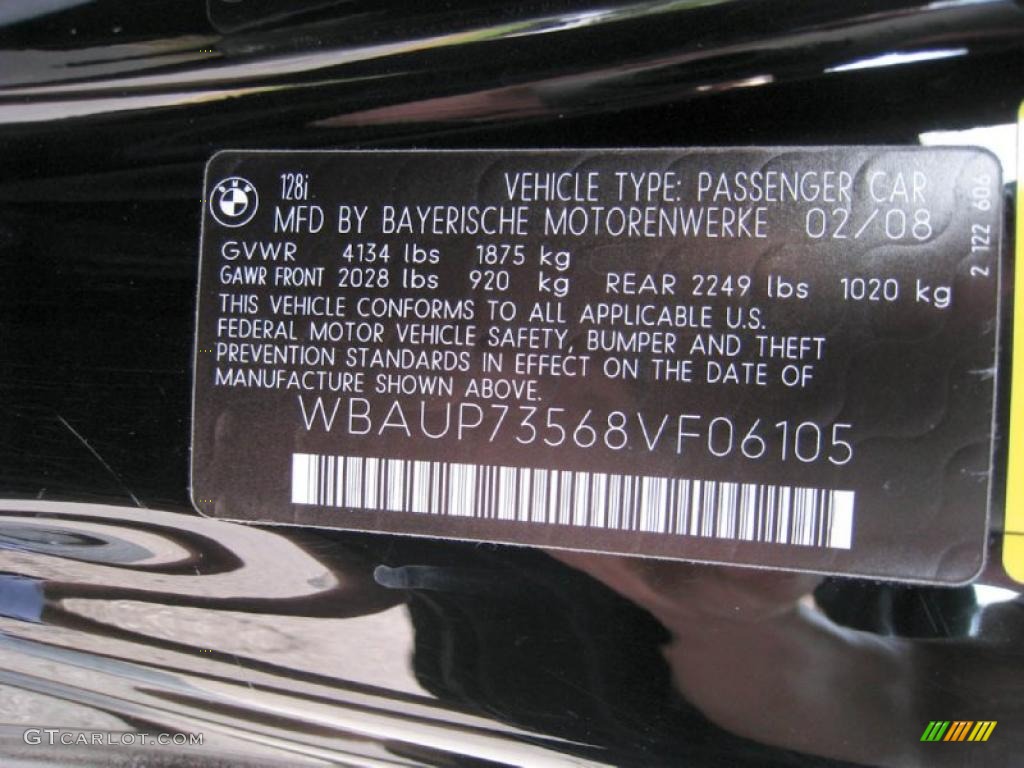 128i VEHICLE TYPE: PASSENGER CAR
MFD BY BAYERISCHE MOTORENWERKE 02/08
GVWR 4134 lbs 1875 kg
GAWR FRONT 2028 lbs 920 kg REAR 2249 lbs 1020 kg
THIS VEHICLE CONFORMS TO ALL APPLICABLE U.S.
FEDERAL MOTOR VEHICLE SAFETY, BUMPER AND THEFT
PREVENTION STANDARDS IN EFFECT ON THE DATE OF
MANUFACTURE SHOWN ABOVE.
WBAUP73568VF06105
2 122 606
GTCARLOT.COM